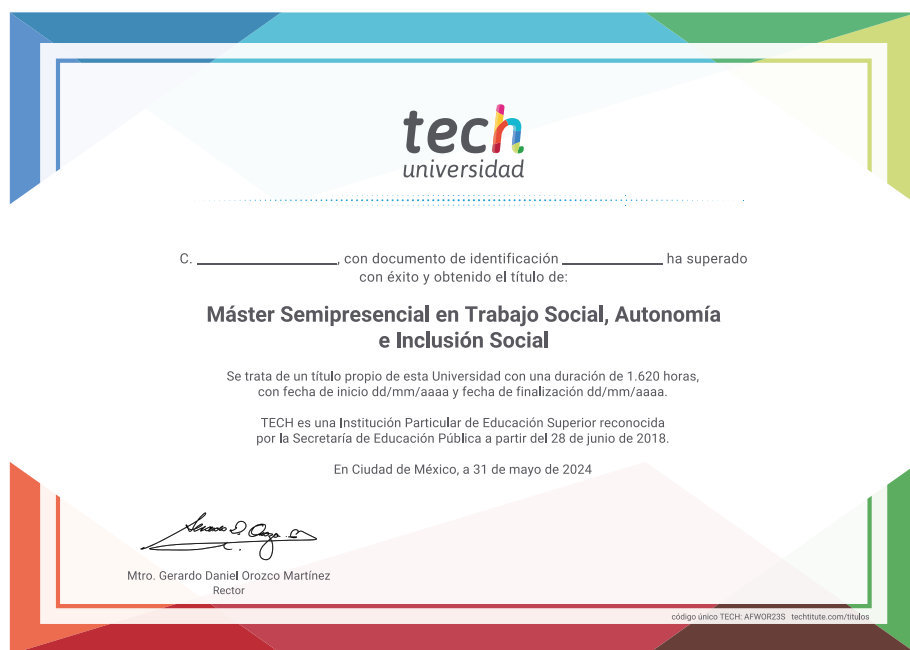 tech
universidad
C. ____________, con documento de identificación ____________ ha superado
con éxito y obtenido el título de:
Máster Semipresencial en Trabajo Social, Autonomía
e Inclusión Social
Se trata de un título propio de esta Universidad con una duración de 1.620 horas,
con fecha de inicio dd/mm/aaaa y fecha de finalización dd/mm/aaaa.
TECH es una Institución Particular de Educación Superior reconocida
por la Secretaría de Educación Pública a partir del 28 de junio de 2018.
En Ciudad de México, a 31 de mayo de 2024
Mtro. Gerardo Daniel Orozco Martínez
Rector
código único TECH: AFWOR23S techtitute.com/titulos